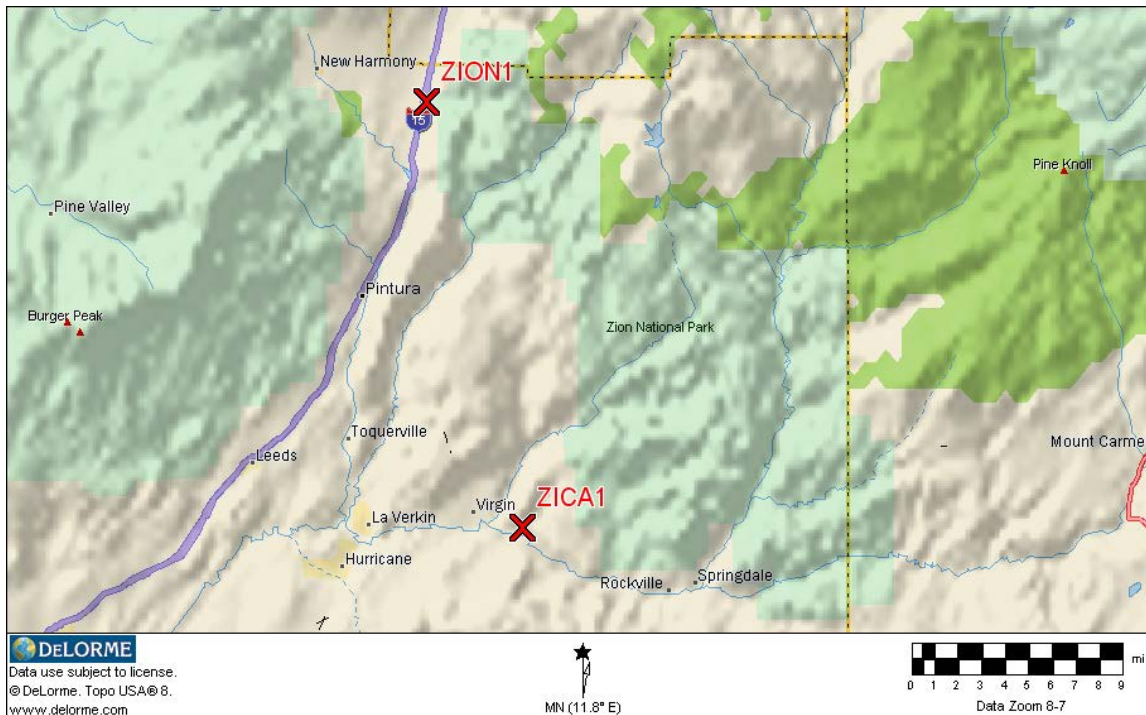 New Harmony
ZION1
15
Pine Knoll
Pine Valley
Pintura
Burger Peak
Zion National Park
Toquerville
Leeds
Mount Carme
Virgin
ZICA1
La Verkin
Hurricane
Rockville
Springdale
DELORME
Data use subject to license.
© DeLorme. Topo USA® 8.
www.delorme.com
MN (11.8° E)
mi
0 1 2 3 4 5 6 7 8 9
Data Zoom 8-7